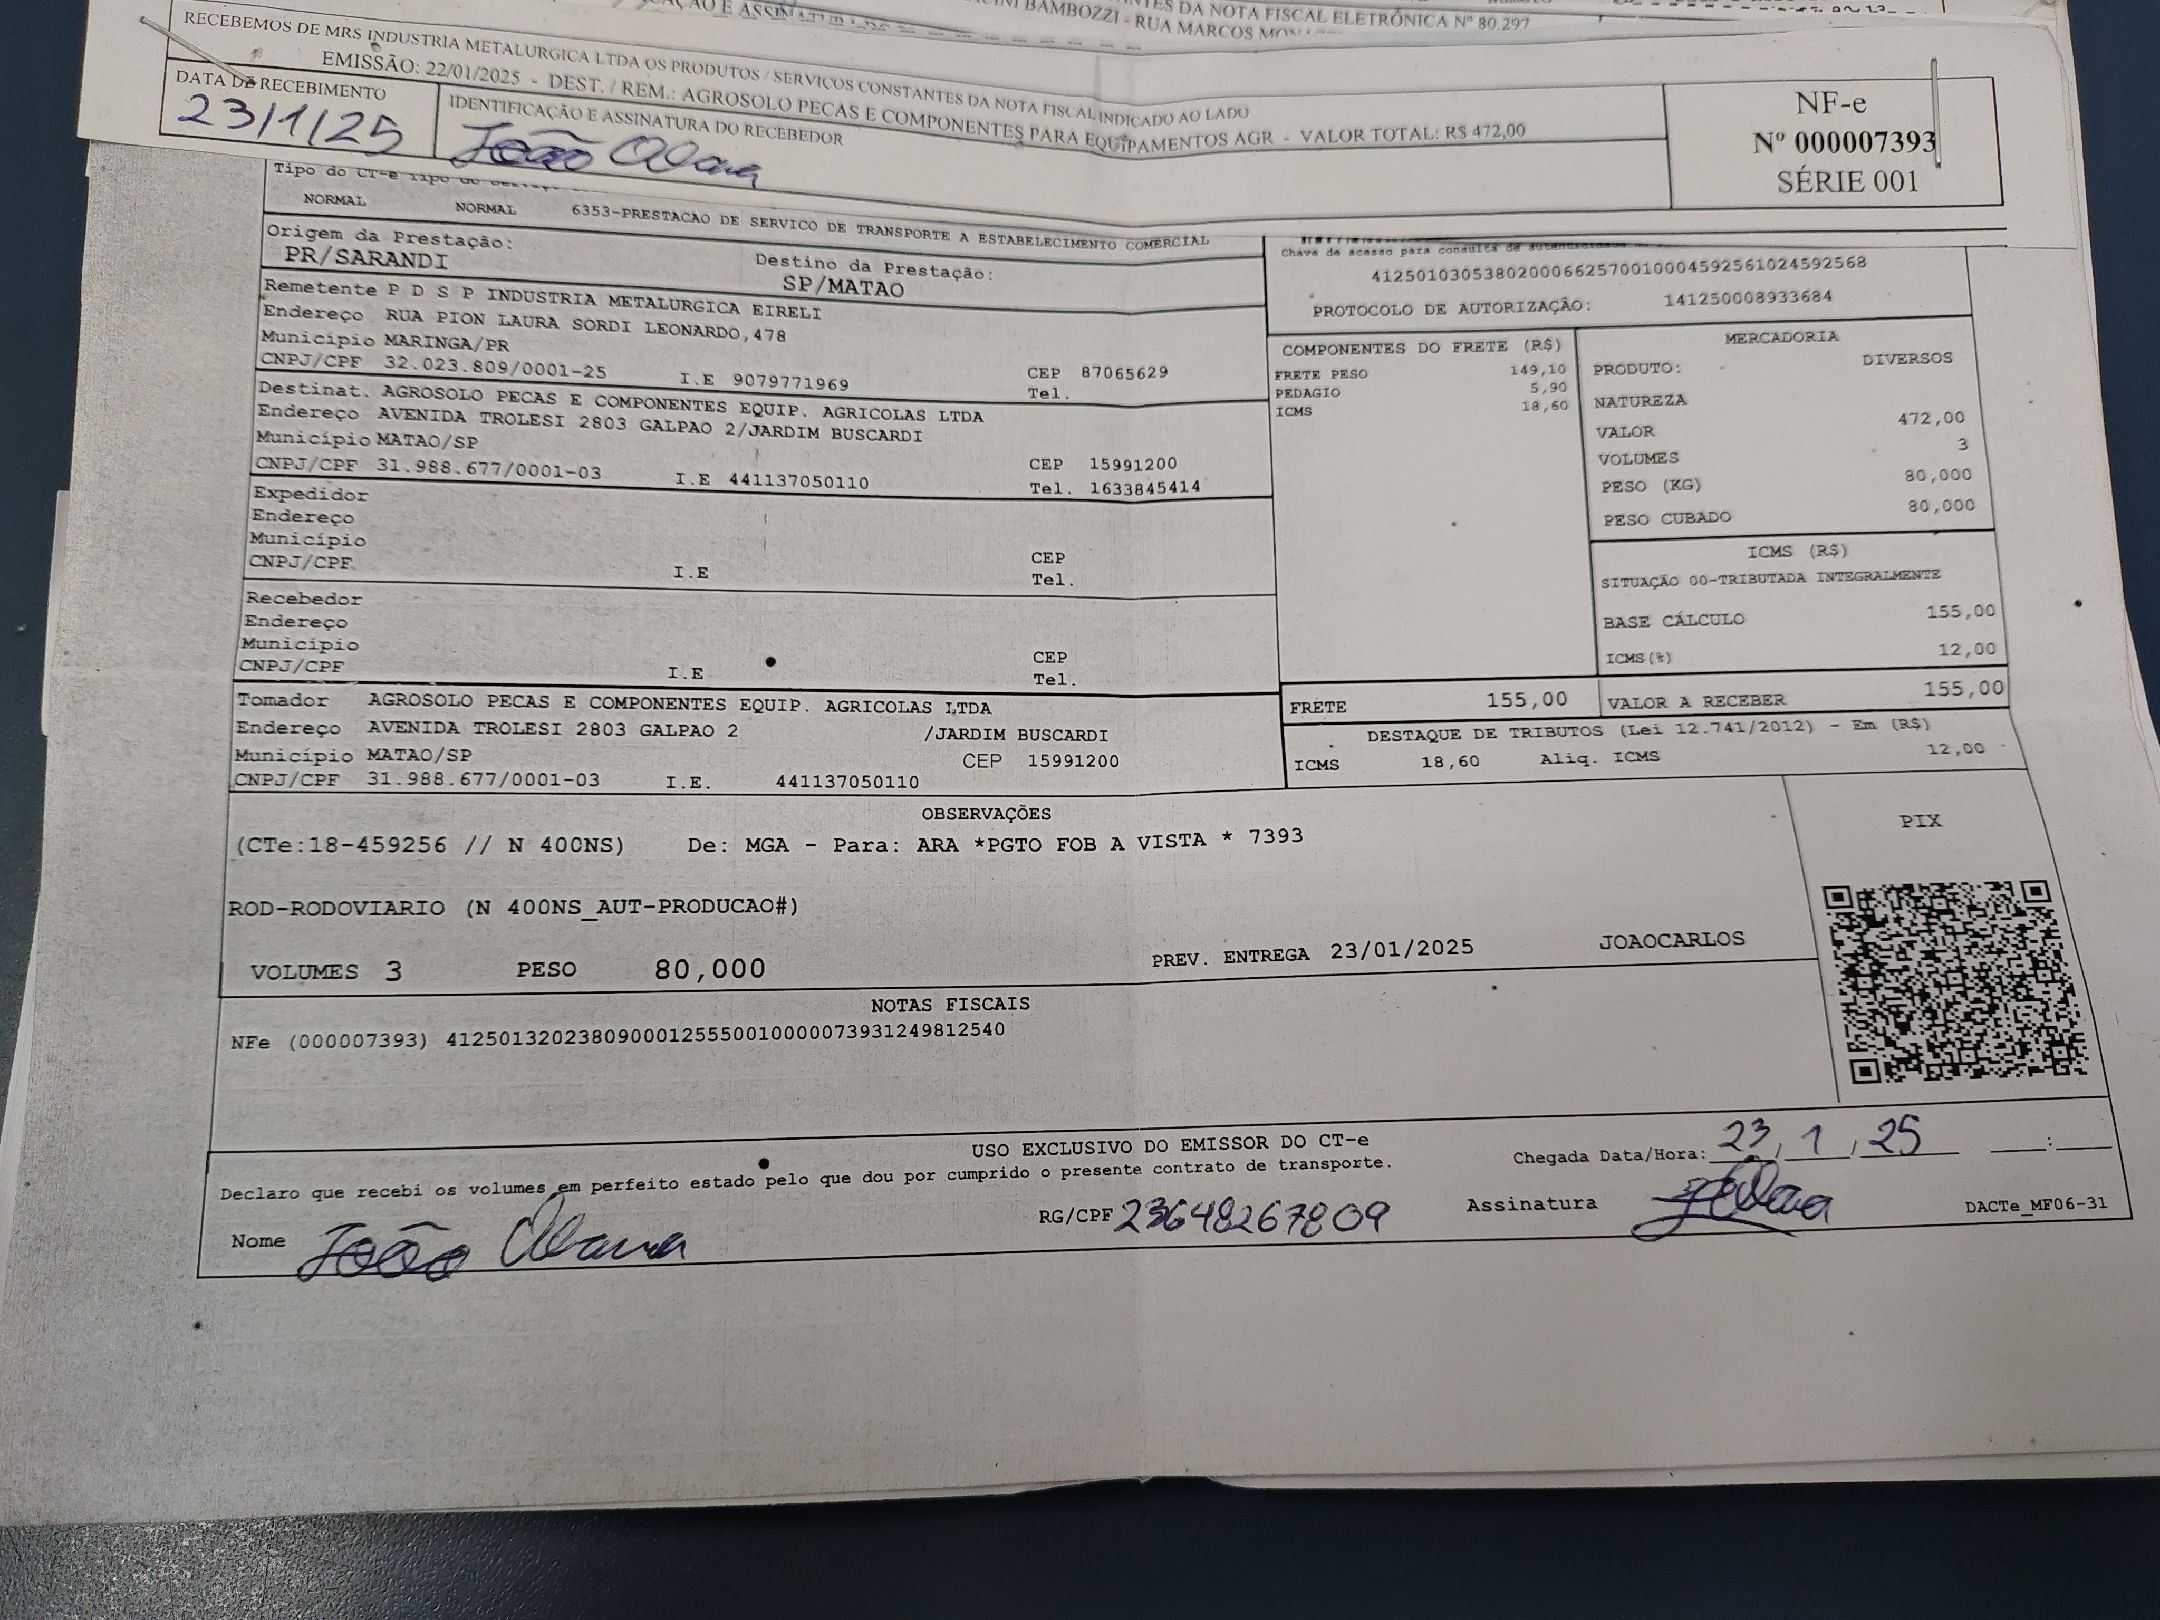 DA NOTA FISCAL ELETRÔNICA Nº 80.297
BAMBOZZI - RUA MARCOS
RECEBEMOS DE MRS INDUSTRIA METALURGICA LTDA OS PRODUTOS / SERVIÇOS CONSTANTES DA NOTA FISCAL INDICADO AO LADO
EMISSÃO: 22/01/2025 - DEST. / REM.: AGROSOLO PECAS E COMPONENTES PARA EQUIPAMENTOS AGR - VALOR TOTAL: R$ 472,00
DATA DE RECEBIMENTO
23/1/25
IDENTIFICAÇÃO E ASSINATURA DO RECEBEDOR
João
NF-e
Nº 000007393
SÉRIE 001
Tipo do CT-e Tipo do
NORMAL NORMAL 6353-PRESTACAO DE SERVICO DE TRANSPORTE A ESTABELECIMENTO COMERCIAL
Origem da Prestação:
PR/SARANDI
Destino da Prestação:
SP/MATAO
Chave de acesso para consulta de
41250103053802000662570010004592561024592568
PROTOCOLO DE AUTORIZAÇÃO: 141250008933684
Remetente P D S P INDUSTRIA METALURGICA EIRELI
Endereço RUA PION LAURA SORDI LEONARDO,478
Município MARINGA/PR
CNPJ/CPF 32.023.809/0001-25 I.E 9079771969
CEP 87065629
Tel.
Destinat. AGROSOLO PECAS E COMPONENTES EQUIP. AGRICOLAS LTDA
Endereço AVENIDA TROLESI 2803 GALPAO 2/JARDIM BUSCARDI
Município MATAO/SP
CNPJ/CPF 31.988.677/0001-03 I.E 441137050110
CEP 15991200
Tel. 1633845414
Expedidor
Endereço
Município
CNPJ/CPF I.E
CEP
Tel.
Recebedor
Endereço
Município
CNPJ/CPF I.E
CEP
Tel.
Tomador AGROSOLO PECAS E COMPONENTES EQUIP. AGRICOLAS LTDA
Endereço AVENIDA TROLESI 2803 GALPAO 2 /JARDIM BUSCARDI
Município MATAO/SP CEP 15991200
CNPJ/CPF 31.988.677/0001-03 I.E. 441137050110
COMPONENTES DO FRETE (R$)
FRETE PESO 149,10
PEDAGIO 5,90
ICMS 18,60
MERCADORIA
PRODUTO: DIVERSOS
NATUREZA
VALOR 472,00
VOLUMES 3
PESO (KG) 80,000
PESO CUBADO 80,000
ICMS (R$)
SITUAÇÃO 00-TRIBUTADA INTEGRALMENTE
BASE CÁLCULO 155,00
ICMS(%) 12,00
FRETE 155,00 VALOR A RECEBER 155,00
DESTAQUE DE TRIBUTOS (Lei 12.741/2012) - Em (R$)
ICMS 18,60 Aliq. ICMS 12,00
OBSERVAÇÕES
(CTe:18-459256 // N 400NS) De: MGA - Para: ARA *PGTO FOB A VISTA * 7393
ROD-RODOVIARIO (N 400NS_AUT-PRODUCAO#)
VOLUMES 3 PESO 80,000 PREV. ENTREGA 23/01/2025 JOAOCARLOS
PIX
NOTAS FISCAIS
NFe (000007393) 41250132023809000125550010000073931249812540
USO EXCLUSIVO DO EMISSOR DO CT-e
Declaro que recebi os volumes em perfeito estado pelo que dou por cumprido o presente contrato de transporte.
Chegada Data/Hora: 23, 1, 25 :
Nome João
RG/CPF 23648267809
Assinatura
DACTe_MF06-31